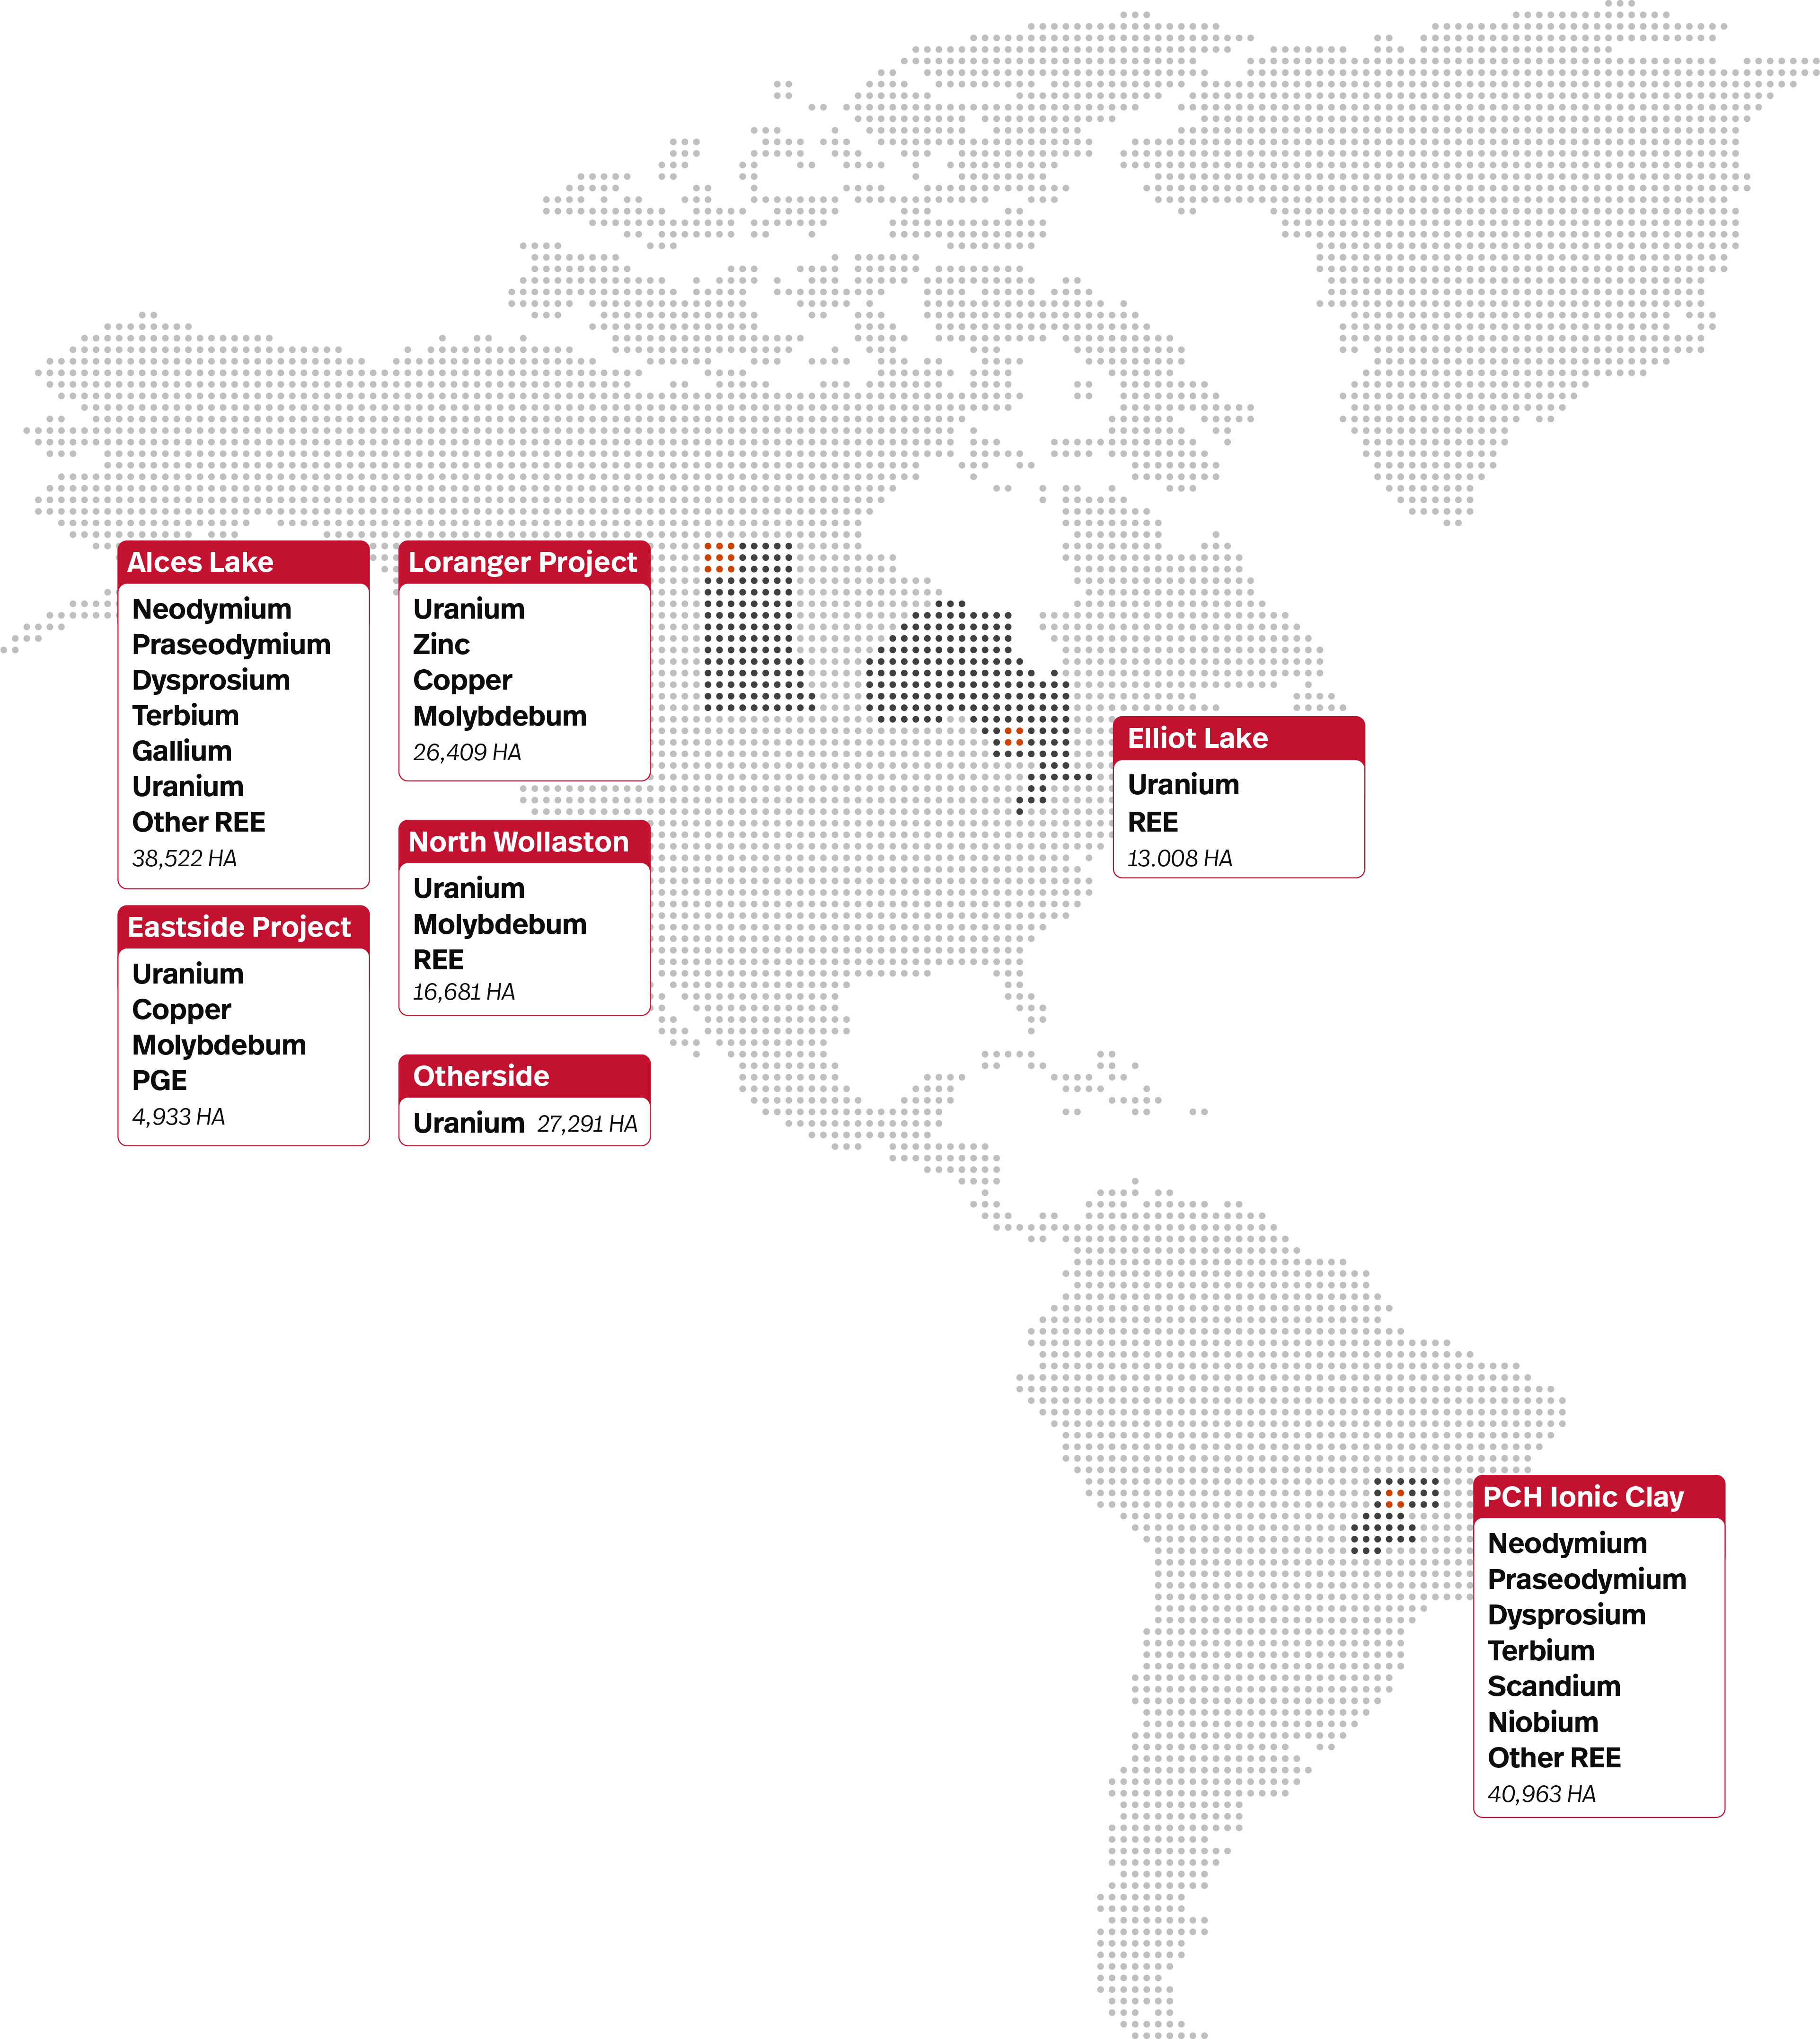 Alces Lake
Neodymium
Praseodymium
Dysprosium
Terbium
Gallium
Uranium
Other REE
38,522 HA
Loranger Project
Uranium
Zinc
Copper
Molybdebum
26,409 HA
Elliot Lake
Uranium
REE
13.008 HA
North Wollaston
Uranium
Molybdebum
REE
16,681 HA
Eastside Project
Uranium
Copper
Molybdebum
PGE
4,933 HA
Otherside
Uranium 27,291 HA
PCH Ionic Clay
Neodymium
Praseodymium
Dysprosium
Terbium
Scandium
Niobium
Other REE
40,963 HA